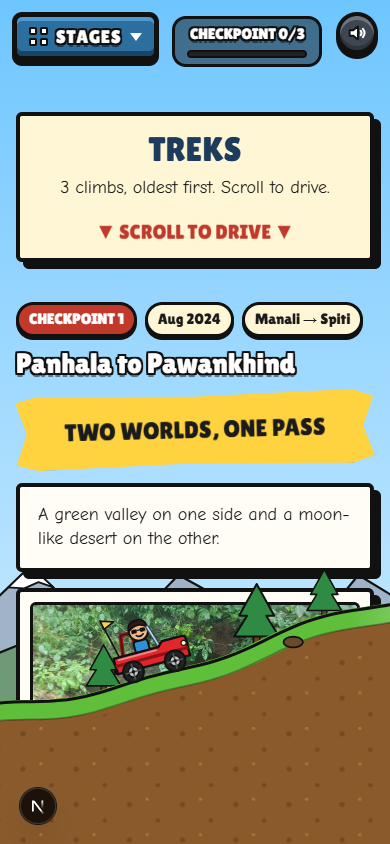 STAGES
CHECKPOINT 0/3
TREKS
3 climbs, oldest first. Scroll to drive.
▼ SCROLL TO DRIVE ▼
CHECKPOINT 1
Aug 2024
Manali → Spiti
Panhala to Pawankhind
TWO WORLDS, ONE PASS
A green valley on one side and a moon-
like desert on the other.
N